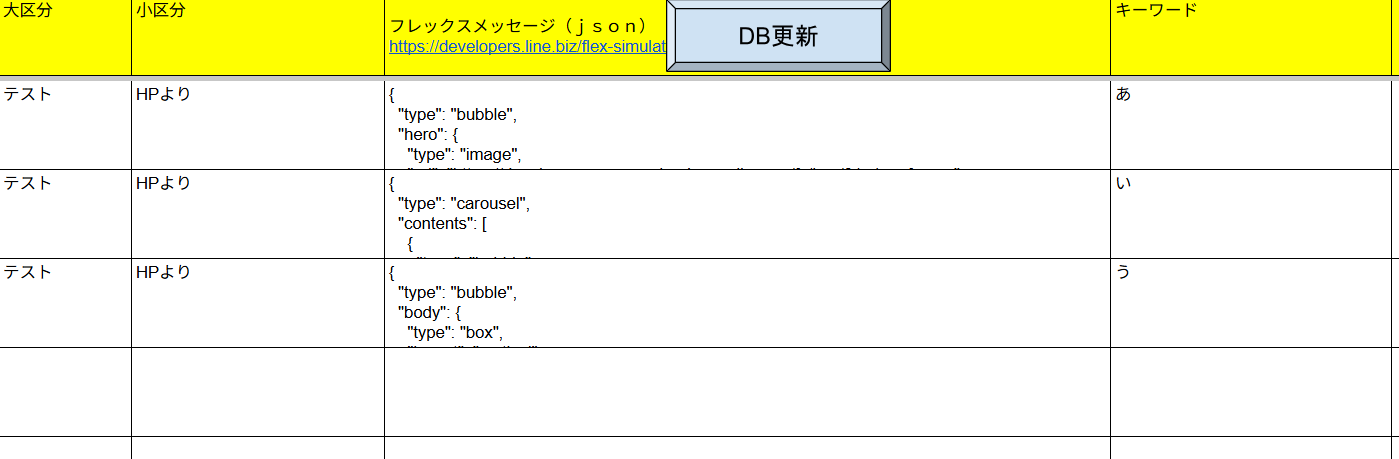 大区分
小区分
フレックスメッセージ（ｊｓｏｎ）
https://developers.line.biz/flex-simulat
DB更新
キーワード
テスト
HPより
{
"type": "bubble",
"hero": {
"type": "image",
あ
テスト
HPより
{
"type": "carousel",
"contents": [
{
い
テスト
HPより
{
"type": "bubble",
"body": {
"type": "box",
う